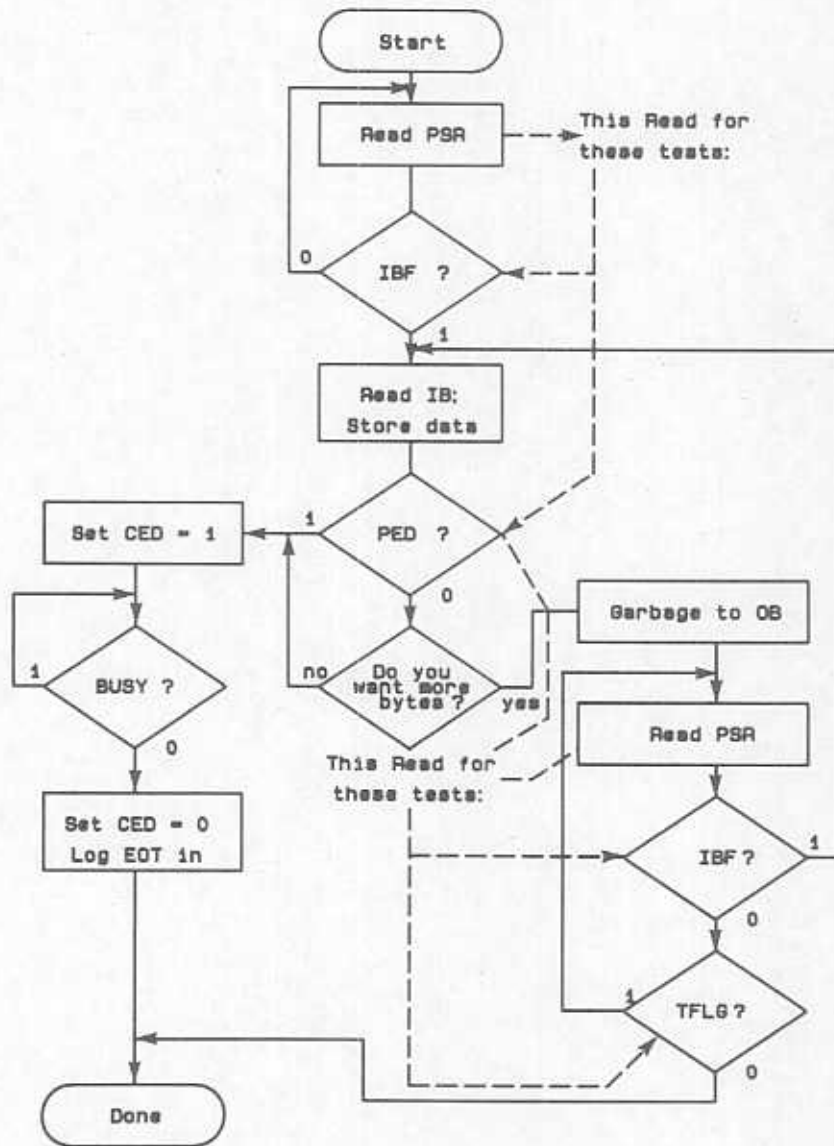 Start
Read PSR
This Read for
these tests:
0
IBF ?
1
Read IB;
Store data
Set CED = 1
1
PED ?
0
Garbage to OB
1
BUSY ?
no
Do you
want more
bytes ?
yes
Read PSR
0
This Read for
these tests:
Set CED = 0
Log EOT in
IBF ?
1
0
1
TFLG ?
0
Done